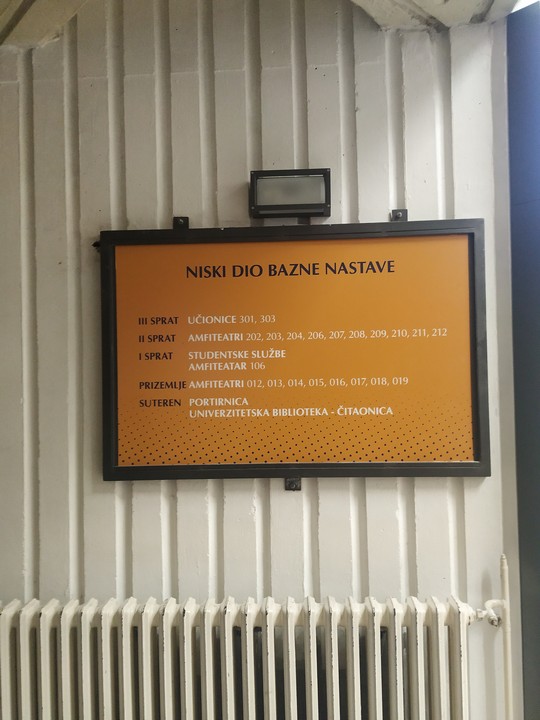 NISKI DIO BAZNE NASTAVE
III SPRAT UČIONICE 301, 303
II SPRAT AMFITEATRI 202, 203, 204, 206, 207, 208, 209, 210, 211, 212
I SPRAT STUDENTSKE SLUŽBE
AMFITEATAR 106
PRIZEMLJE AMFITEATRI 012, 013, 014, 015, 016, 017, 018, 019
SUTEREN PORTIRNICA
UNIVERZITETSKA BIBLIOTEKA - ČITAONICA